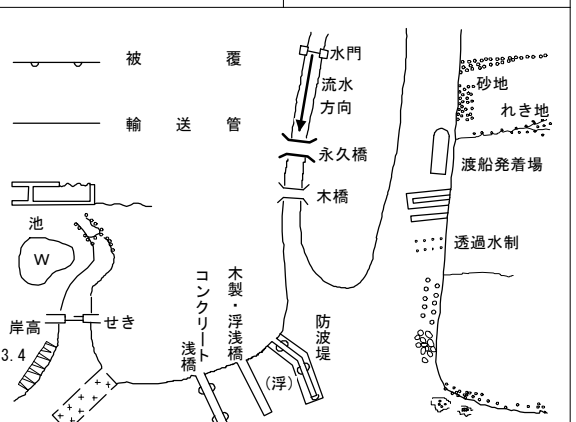 被覆
輸送管
水門
流水
方向
永久橋
木橋
砂地
れき地
渡船発着場
透過水制
池
W
岸高
せき
3.4
コンクリート
浅橋
木製・浮浅橋
(浮)
防波堤